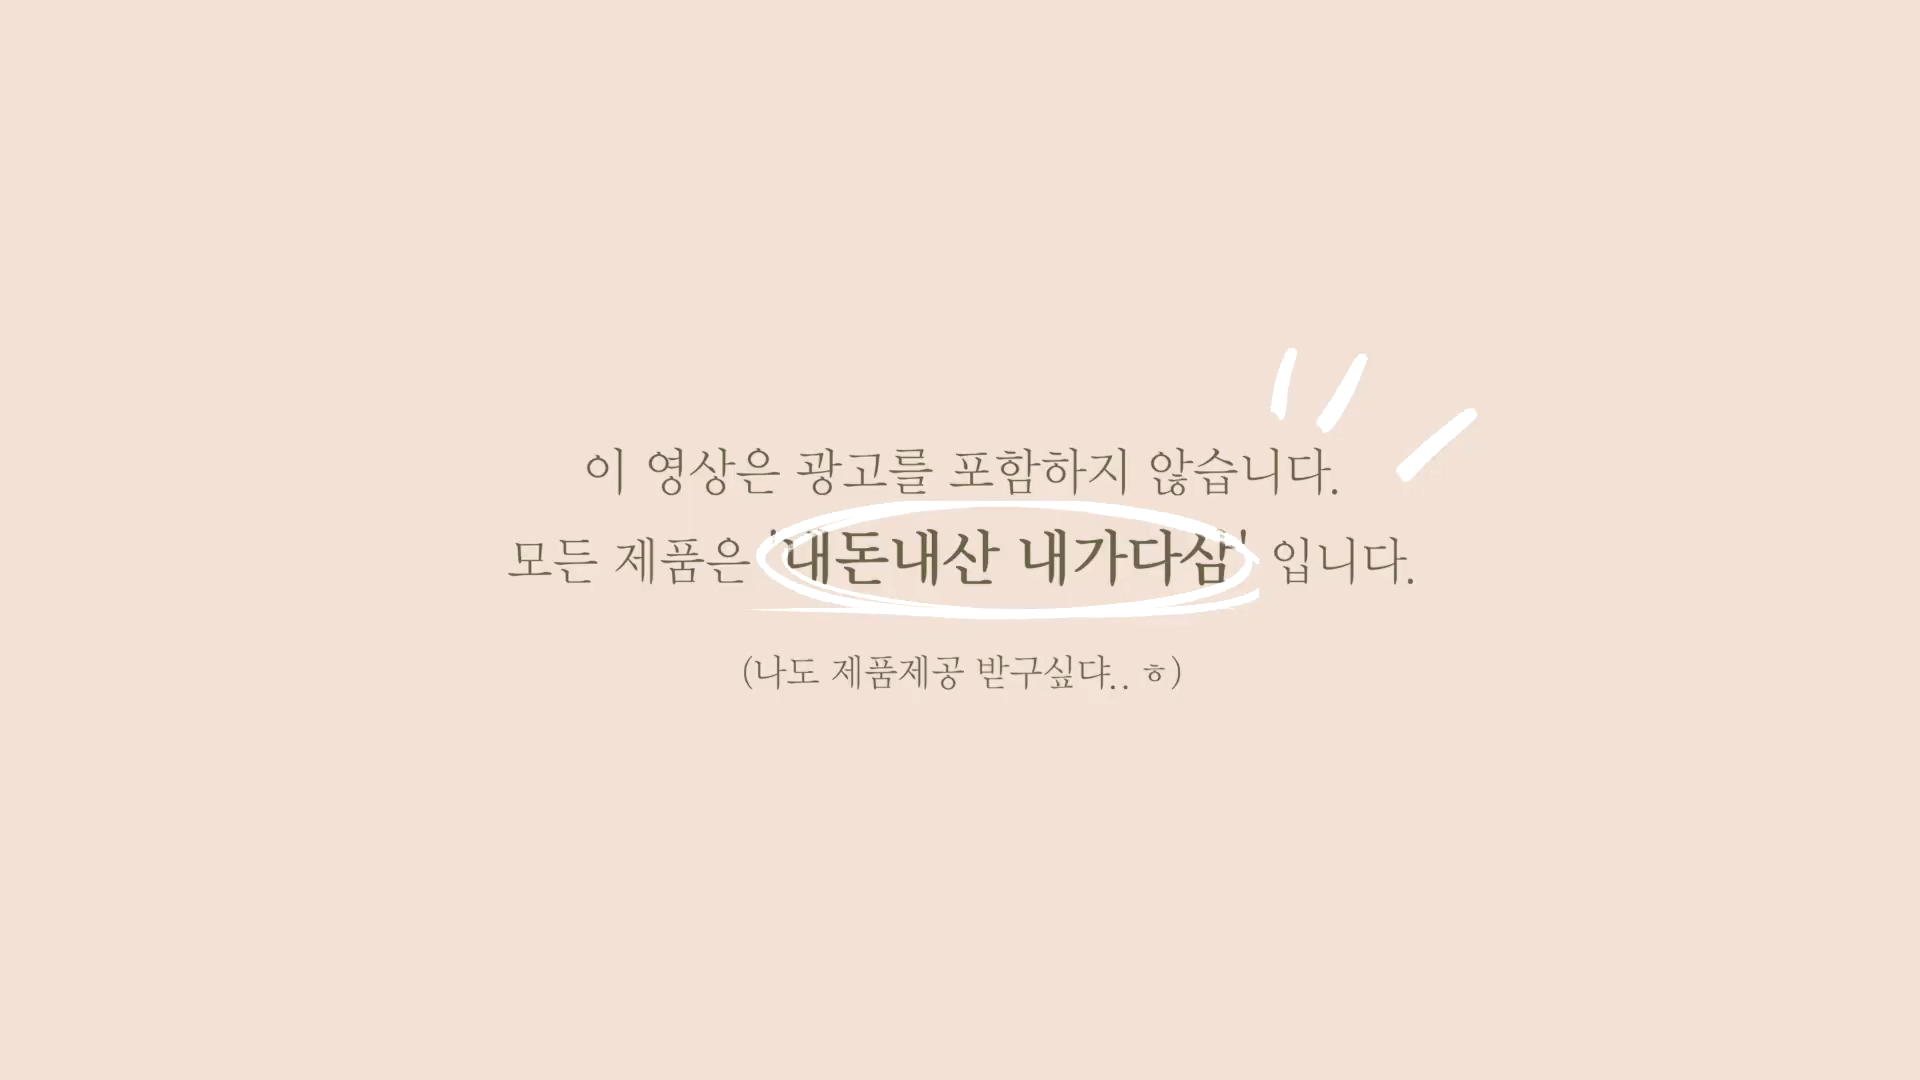 이 영상은 광고를 포함하지 않습니다.
모든 제품은 '내돈내산 내가다삼' 입니다.
(나도 제품제공 받구싶댜.. ㅎ)